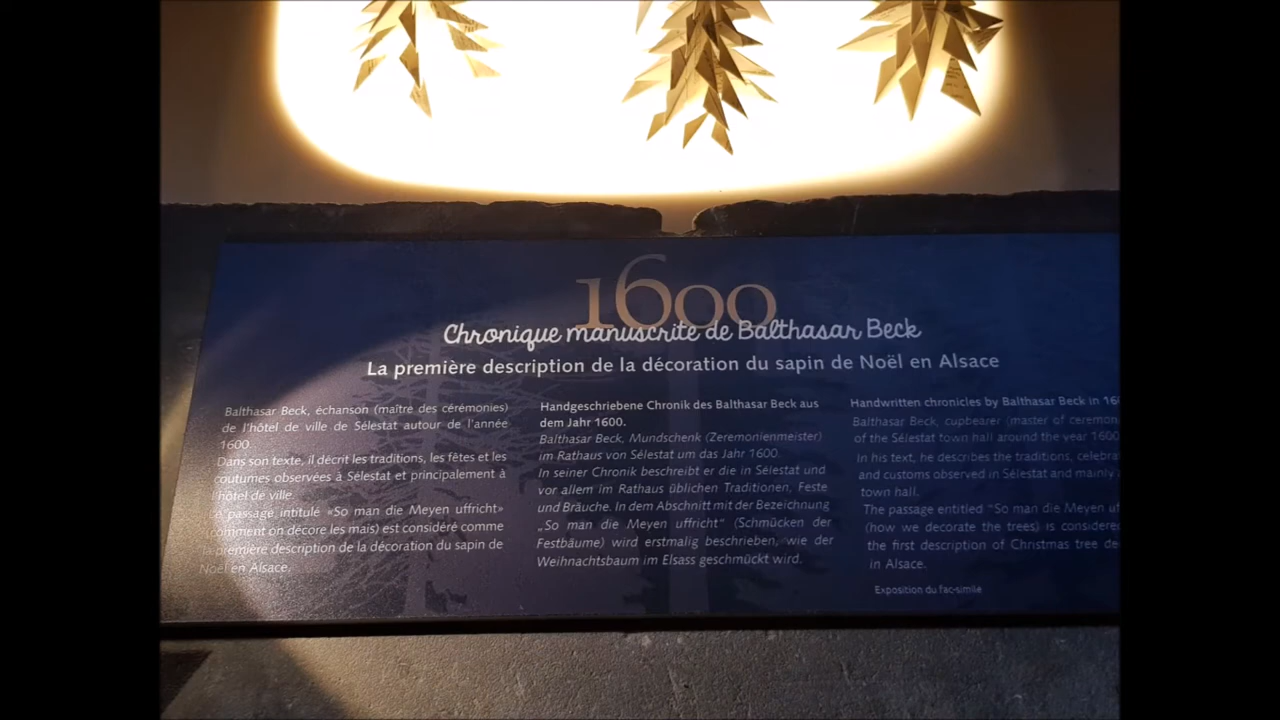 1600
Chronique manuscrite de Balthasar Beck
La première description de la décoration du sapin de Noël en Alsace
Balthasar Beck, échanson (maître des cérémonies)
de l'hôtel de ville de Sélestat autour de l'année
1600.
Dans son texte, il décrit les traditions, les fêtes et les
coutumes observées à Sélestat et principalement à
l'hôtel de ville.
Le passage intitulé «So man die Meyen uffricht»
(comment on décore les mais) est considéré comme
la première description de la décoration du sapin de
Noël en Alsace.
Handgeschriebene Chronik des Balthasar Beck aus
dem Jahr 1600.
Balthasar Beck, Mundschenk (Zeremonienmeister)
im Rathaus von Sélestat um das Jahr 1600.
In seiner Chronik beschreibt er die in Sélestat und
vor allem im Rathaus üblichen Traditionen, Feste
und Bräuche. In dem Abschnitt mit der Bezeichnung
„So man die Meyen uffricht" (Schmücken der
Festbäume) wird erstmalig beschrieben, wie der
Weihnachtsbaum im Elsass geschmückt wird.
Handwritten chronicles by Balthasar Beck in
Balthasar Beck, cupbearer (master of
of the Sélestat town hall around the year 1600
In his text, he describes the traditions,
and customs observed in Sélestat and mainly
town hall.
The passage entitled "So man die Meyen
(how we decorate the trees) is
the first description of Christmas tree
in Alsace.
Exposition du fac-similé